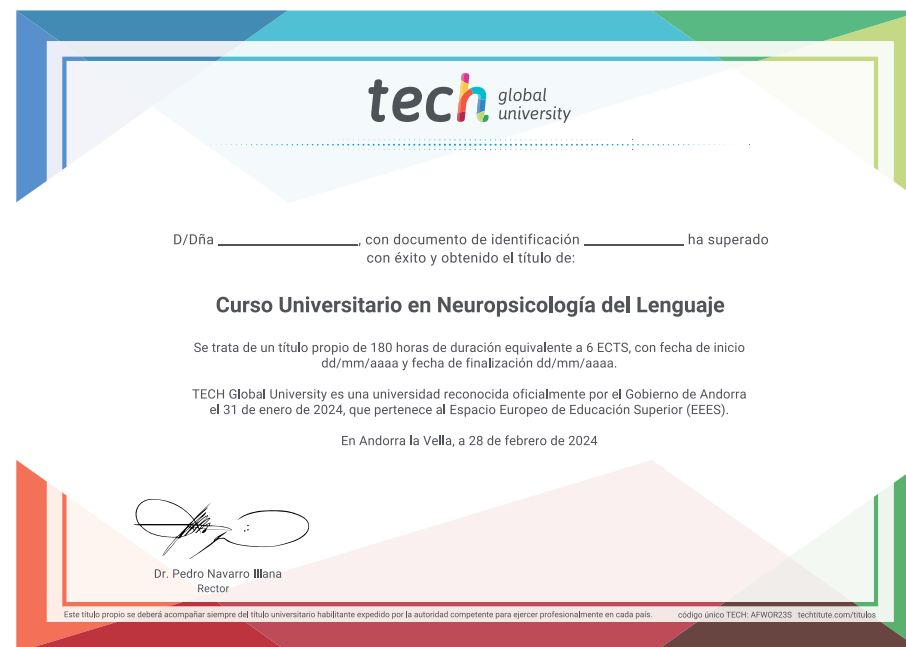 tech global university
D/Dña ____________________, con documento de identificación ______________ ha superado
con éxito y obtenido el título de:
Curso Universitario en Neuropsicología del Lenguaje
Se trata de un título propio de 180 horas de duración equivalente a 6 ECTS, con fecha de inicio
dd/mm/aaaa y fecha de finalización dd/mm/aaaa.
TECH Global University es una universidad reconocida oficialmente por el Gobierno de Andorra
el 31 de enero de 2024, que pertenece al Espacio Europeo de Educación Superior (EEES).
En Andorra la Vella, a 28 de febrero de 2024
Dr. Pedro Navarro Illana
Rector
Este título propio se deberá acompañar siempre del título universitario habilitante expedido por la autoridad competente para ejercer profesionalmente en cada país. código único TECH: AFWOR23S techtitute.com/titulos